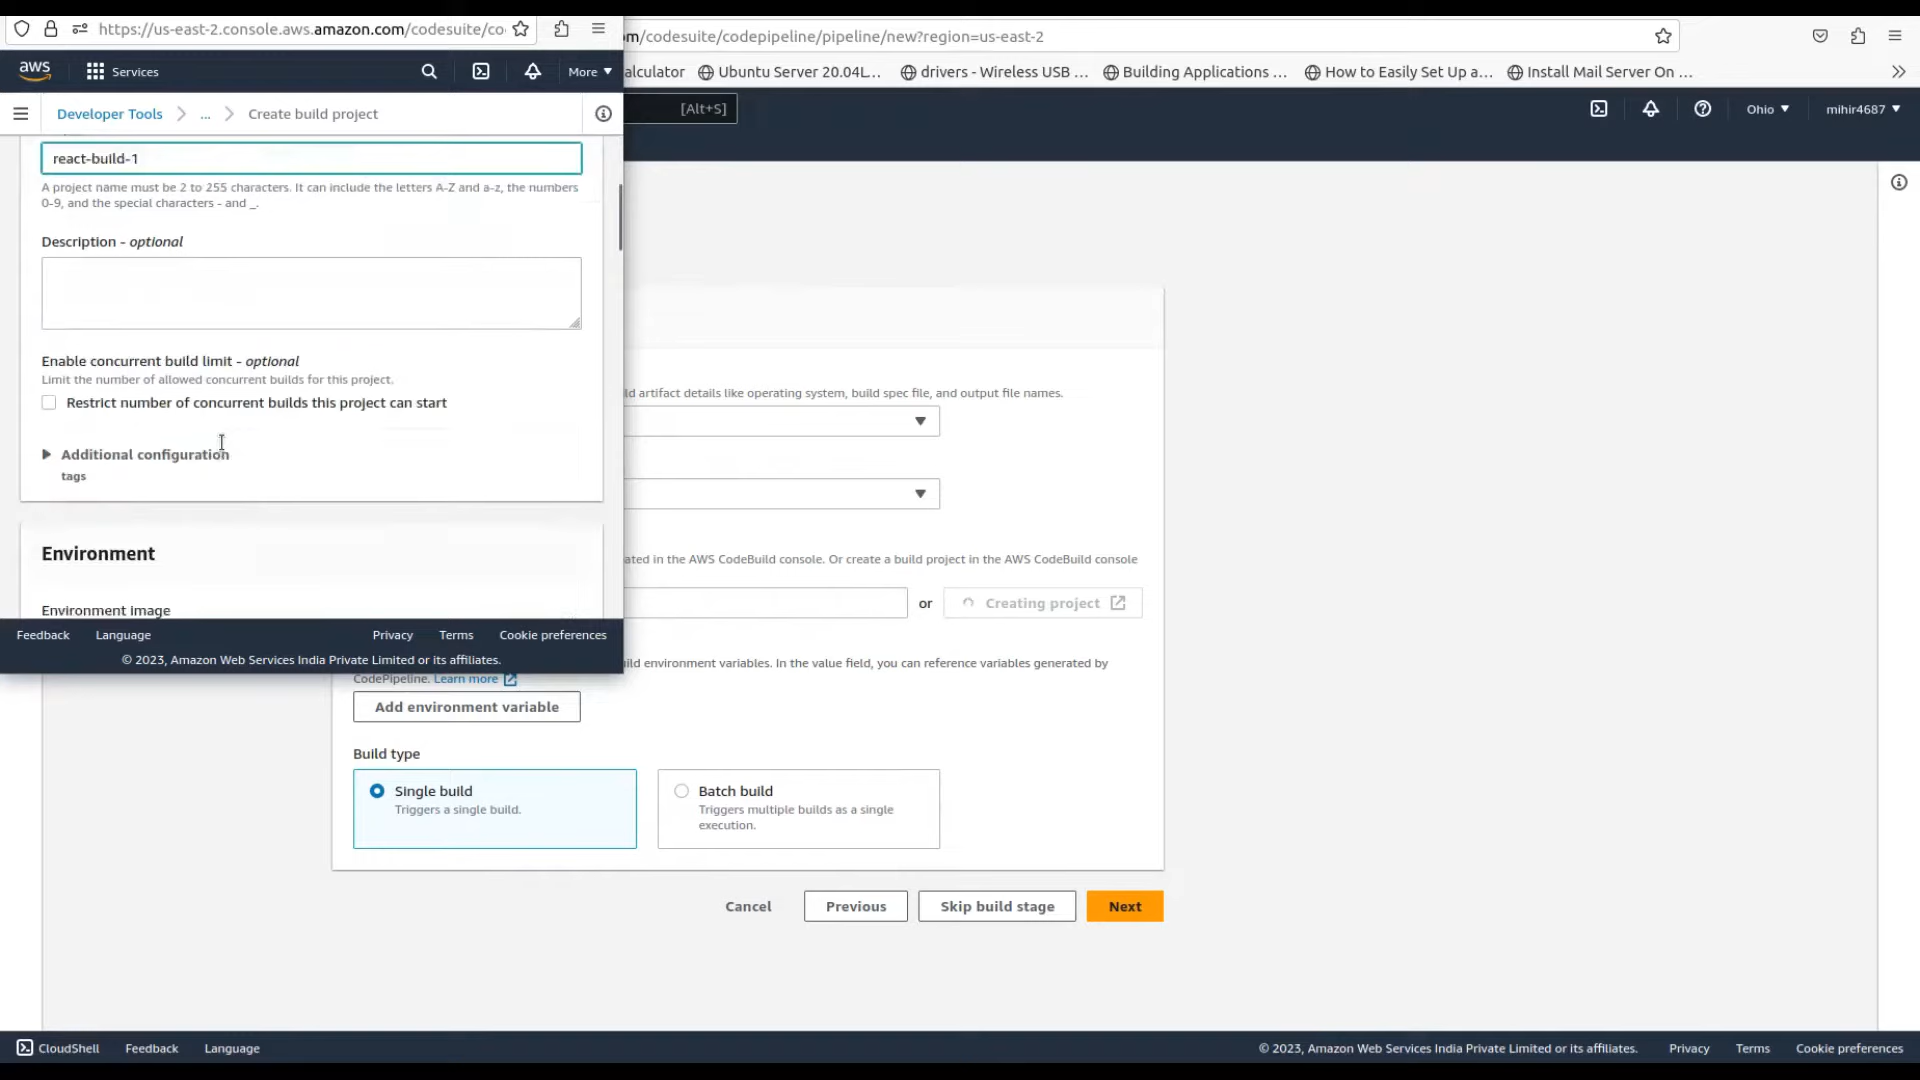 https://us-east-2.console.aws.amazon.com/codesuite/co
aws
Services
More
Developer Tools
...
Create build project
react-build-1
A project name must be 2 to 255 characters. It can include the letters A-Z and a-z, the numbers
0-9, and the special characters - and _.
Description - optional
Enable concurrent build limit - optional
Limit the number of allowed concurrent builds for this project.
Restrict number of concurrent builds this project can start
Additional configuration
tags
Environment
Environment image
Feedback
Language
Privacy
Terms
Cookie preferences
© 2023, Amazon Web Services India Private Limited or its affiliates.
om/codesuite/codepipeline/pipeline/new?region=us-east-2
alculator
Ubuntu Server 20.04L...
drivers - Wireless USB ...
Building Applications ...
How to Easily Set Up a...
Install Mail Server On ...
[Alt+S]
Ohio
mihir4687
ild artifact details like operating system, build spec file, and output file names.
ated in the AWS CodeBuild console. Or create a build project in the AWS CodeBuild console
or
Creating project
ild environment variables. In the value field, you can reference variables generated by
CodePipeline. Learn more
Add environment variable
Build type
Single build
Triggers a single build.
Batch build
Triggers multiple builds as a single
execution.
Cancel
Previous
Skip build stage
Next
CloudShell
Feedback
Language
© 2023, Amazon Web Services India Private Limited or its affiliates.
Privacy
Terms
Cookie preferences